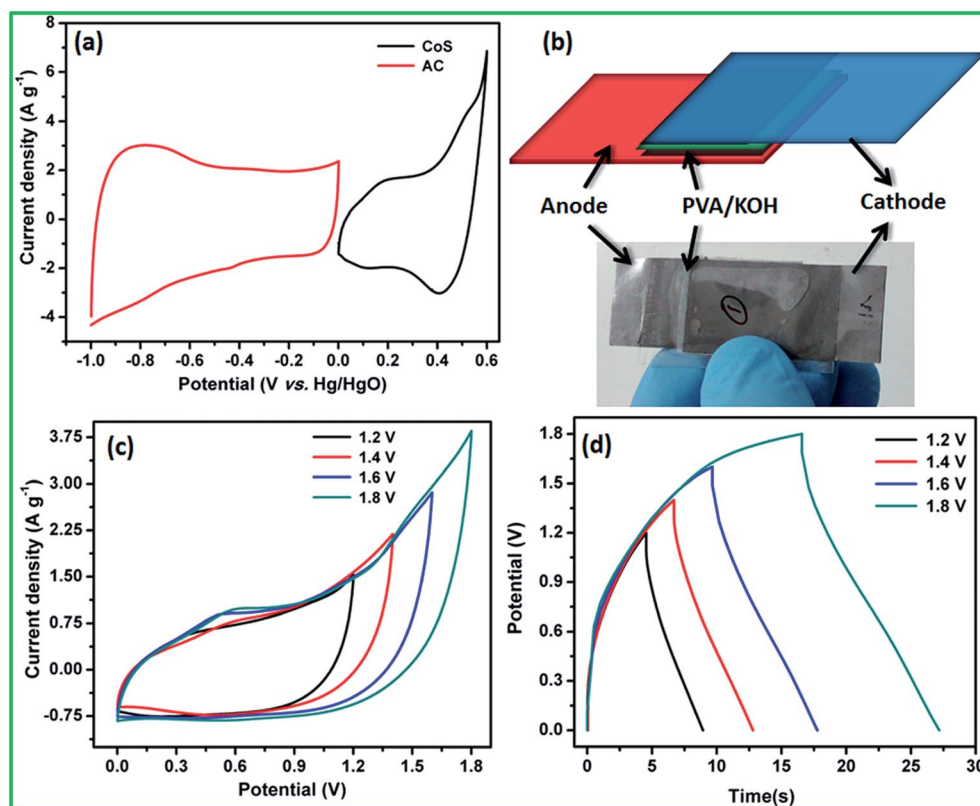 (a)
CoS
AC
Current density (A g⁻¹)
8
6
4
2
0
-2
-4
-1.0 -0.8 -0.6 -0.4 -0.2 0.0 0.2 0.4 0.6
Potential (V vs. Hg/HgO)
(b)
Anode PVA/KOH Cathode
1
(c)
1.2 V
1.4 V
1.6 V
1.8 V
Current density (A g⁻¹)
3.75
3.00
2.25
1.50
0.75
0.00
-0.75
0.0 0.3 0.6 0.9 1.2 1.5 1.8
Potential (V)
(d)
1.2 V
1.4 V
1.6 V
1.8 V
Potential (V)
1.8
1.5
1.2
0.9
0.6
0.3
0.0
0 5 10 15 20 25 30
Time(s)